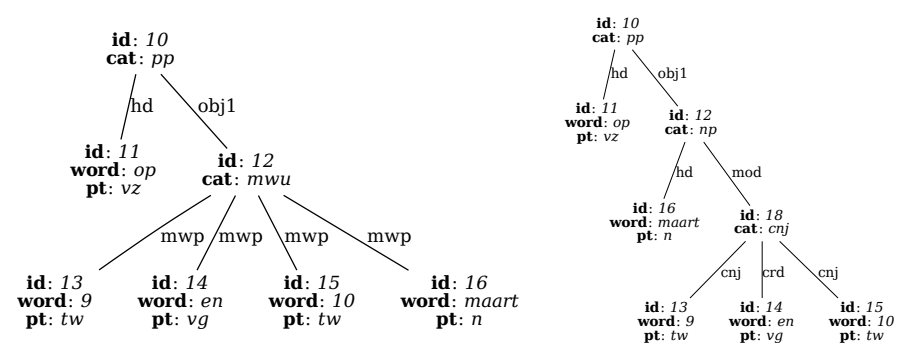 id: 10
cat: pp
hd
obj1
id: 11
word: op
pt: vz
id: 12
cat: mwu
mwp
mwp
mwp
mwp
id: 13
word: 9
pt: tw
id: 14
word: en
pt: vg
id: 15
word: 10
pt: tw
id: 16
word: maart
pt: n
id: 10
cat: pp
hd
obj1
id: 11
word: op
pt: vz
id: 12
cat: np
hd
mod
id: 16
word: maart
pt: n
id: 18
cat: cnj
cnj
crd
cnj
id: 13
word: 9
pt: tw
id: 14
word: en
pt: vg
id: 15
word: 10
pt: tw